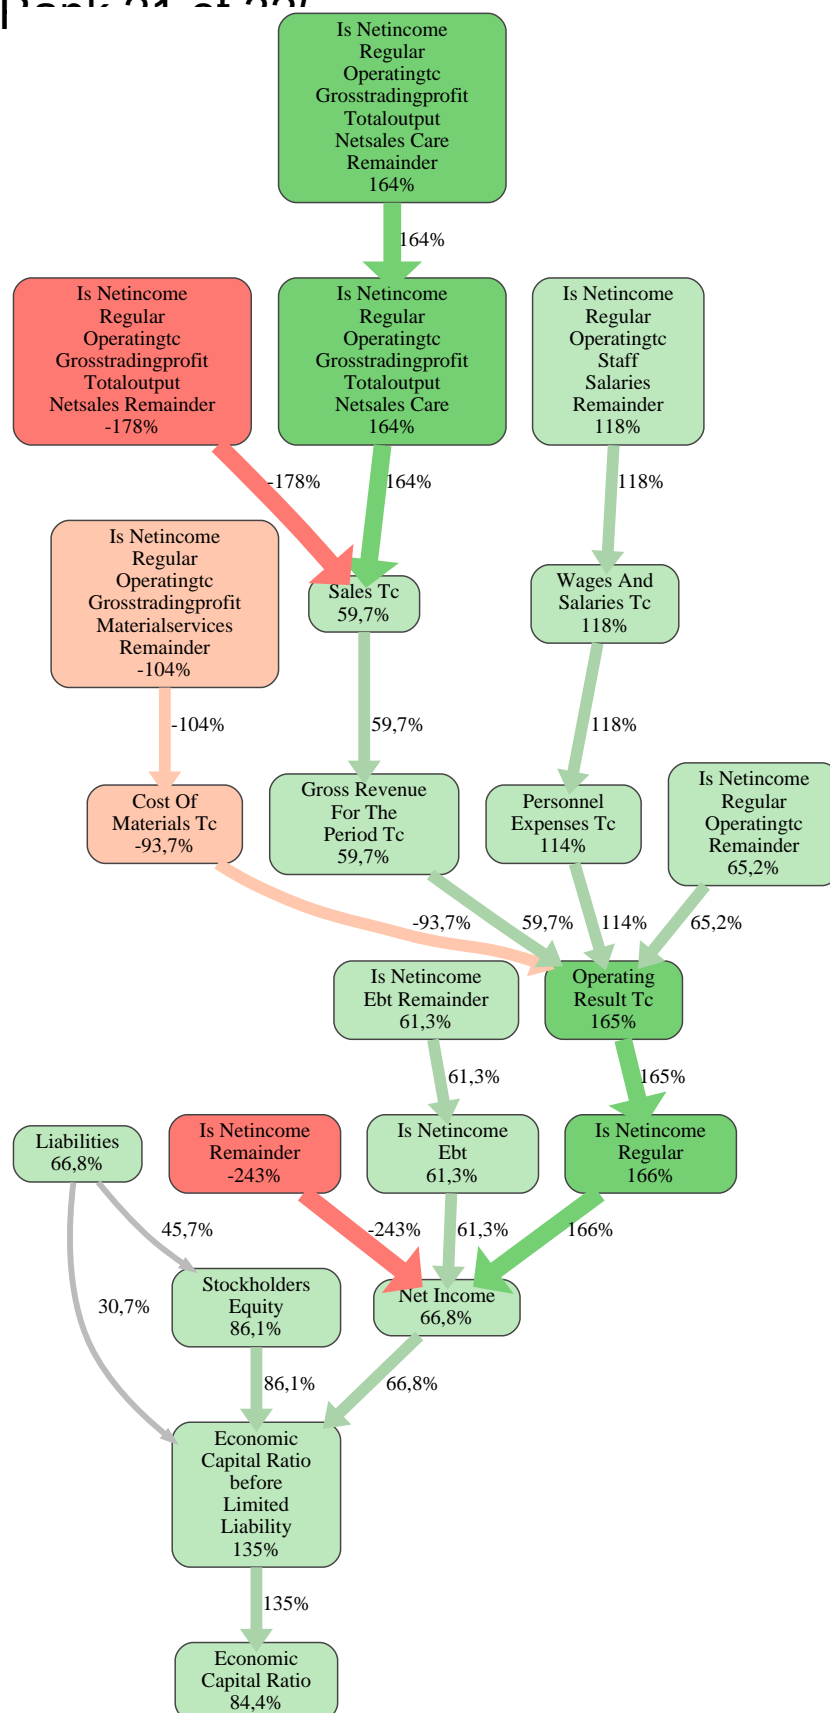 Rank 21 of
Is Netincome
Regular
Operatingtc
Grosstradingprofit
Totaloutput
Netsales Care
Remainder
164%
164%
Is Netincome
Regular
Operatingtc
Grosstradingprofit
Totaloutput
Netsales Remainder
-178%
Is Netincome
Regular
Operatingtc
Grosstradingprofit
Totaloutput
Netsales Care
164%
Is Netincome
Regular
Operatingtc
Staff
Salaries
Remainder
118%
-178%
164%
118%
Is Netincome
Regular
Operatingtc
Grosstradingprofit
Materialservices
Remainder
-104%
Sales Tc
59,7%
Wages And
Salaries Tc
118%
-104%
59,7%
118%
Cost Of
Materials Tc
-93,7%
Gross Revenue
For The
Period Tc
59,7%
Personnel
Expenses Tc
114%
Is Netincome
Regular
Operatingtc
Remainder
65,2%
-93,7%
59,7%
114%
65,2%
Is Netincome
Ebt Remainder
61,3%
Operating
Result Tc
165%
61,3%
165%
Liabilities
66,8%
Is Netincome
Remainder
-243%
Is Netincome
Ebt
61,3%
Is Netincome
Regular
166%
45,7%
-243%
61,3%
166%
30,7%
Stockholders
Equity
86,1%
Net Income
66,8%
86,1%
66,8%
Economic
Capital Ratio
before
Limited
Liability
135%
135%
Economic
Capital Ratio
84,4%